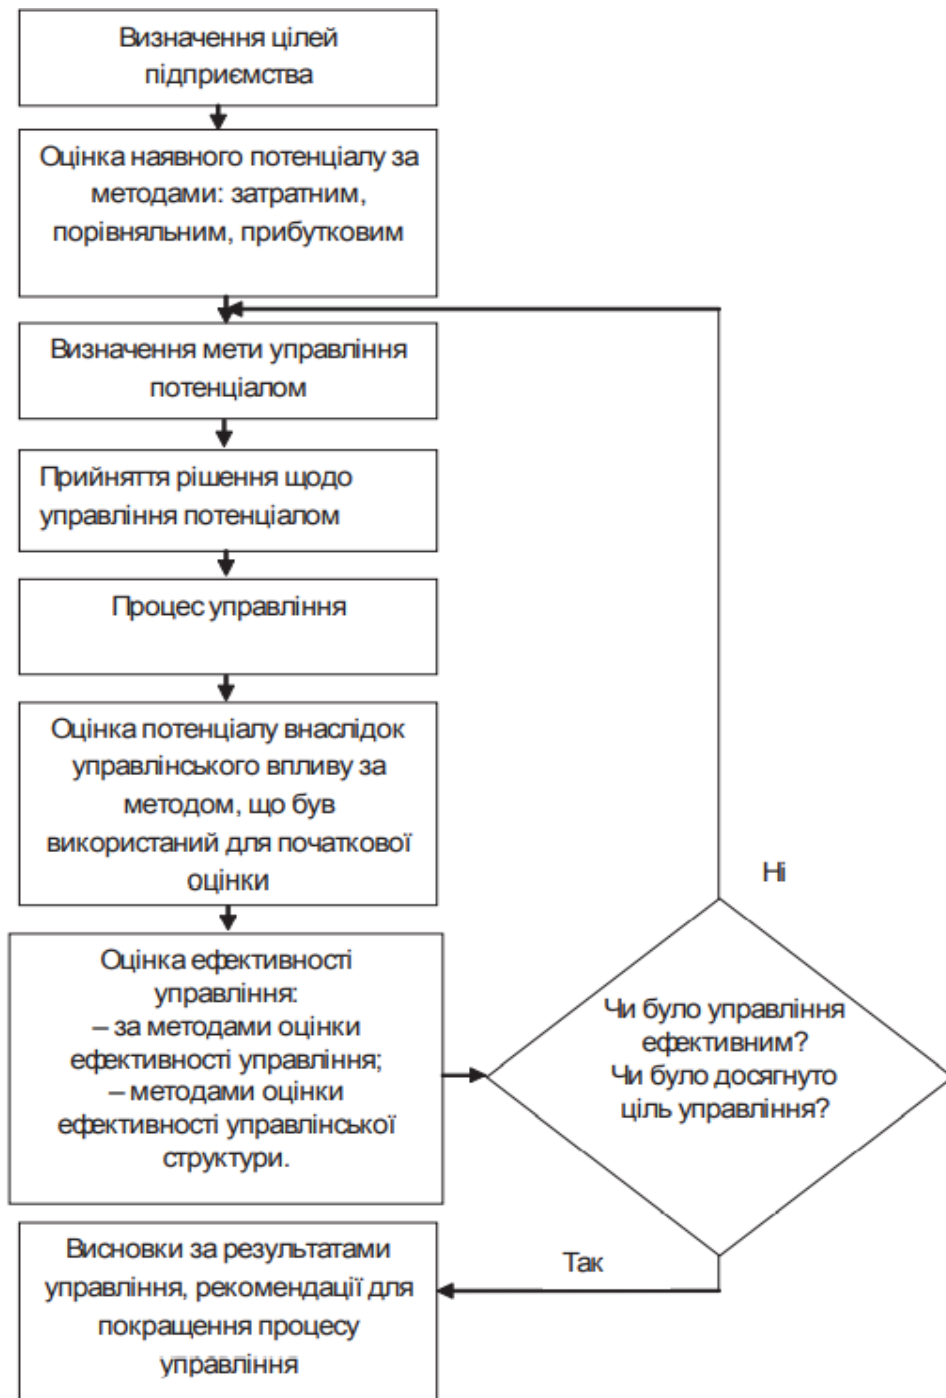 Визначення цілей
підприємства
Оцінка наявного потенціалу за
методами: затратним,
порівняльним, прибутковим
Визначення мети управління
потенціалом
Прийняття рішення щодо
управління потенціалом
Процес управління
Оцінка потенціалу внаслідок
управлінського впливу за
методом, що був
використаний для початкової
оцінки
Оцінка ефективності
управління:
– за методами оцінки
ефективності управління;
– методами оцінки
ефективності управлінської
структури.
Ні
Чи було управління
ефективним?
Чи було досягнуто
ціль управління?
Так
Висновки за результатами
управління, рекомендації для
покращення процесу
управління